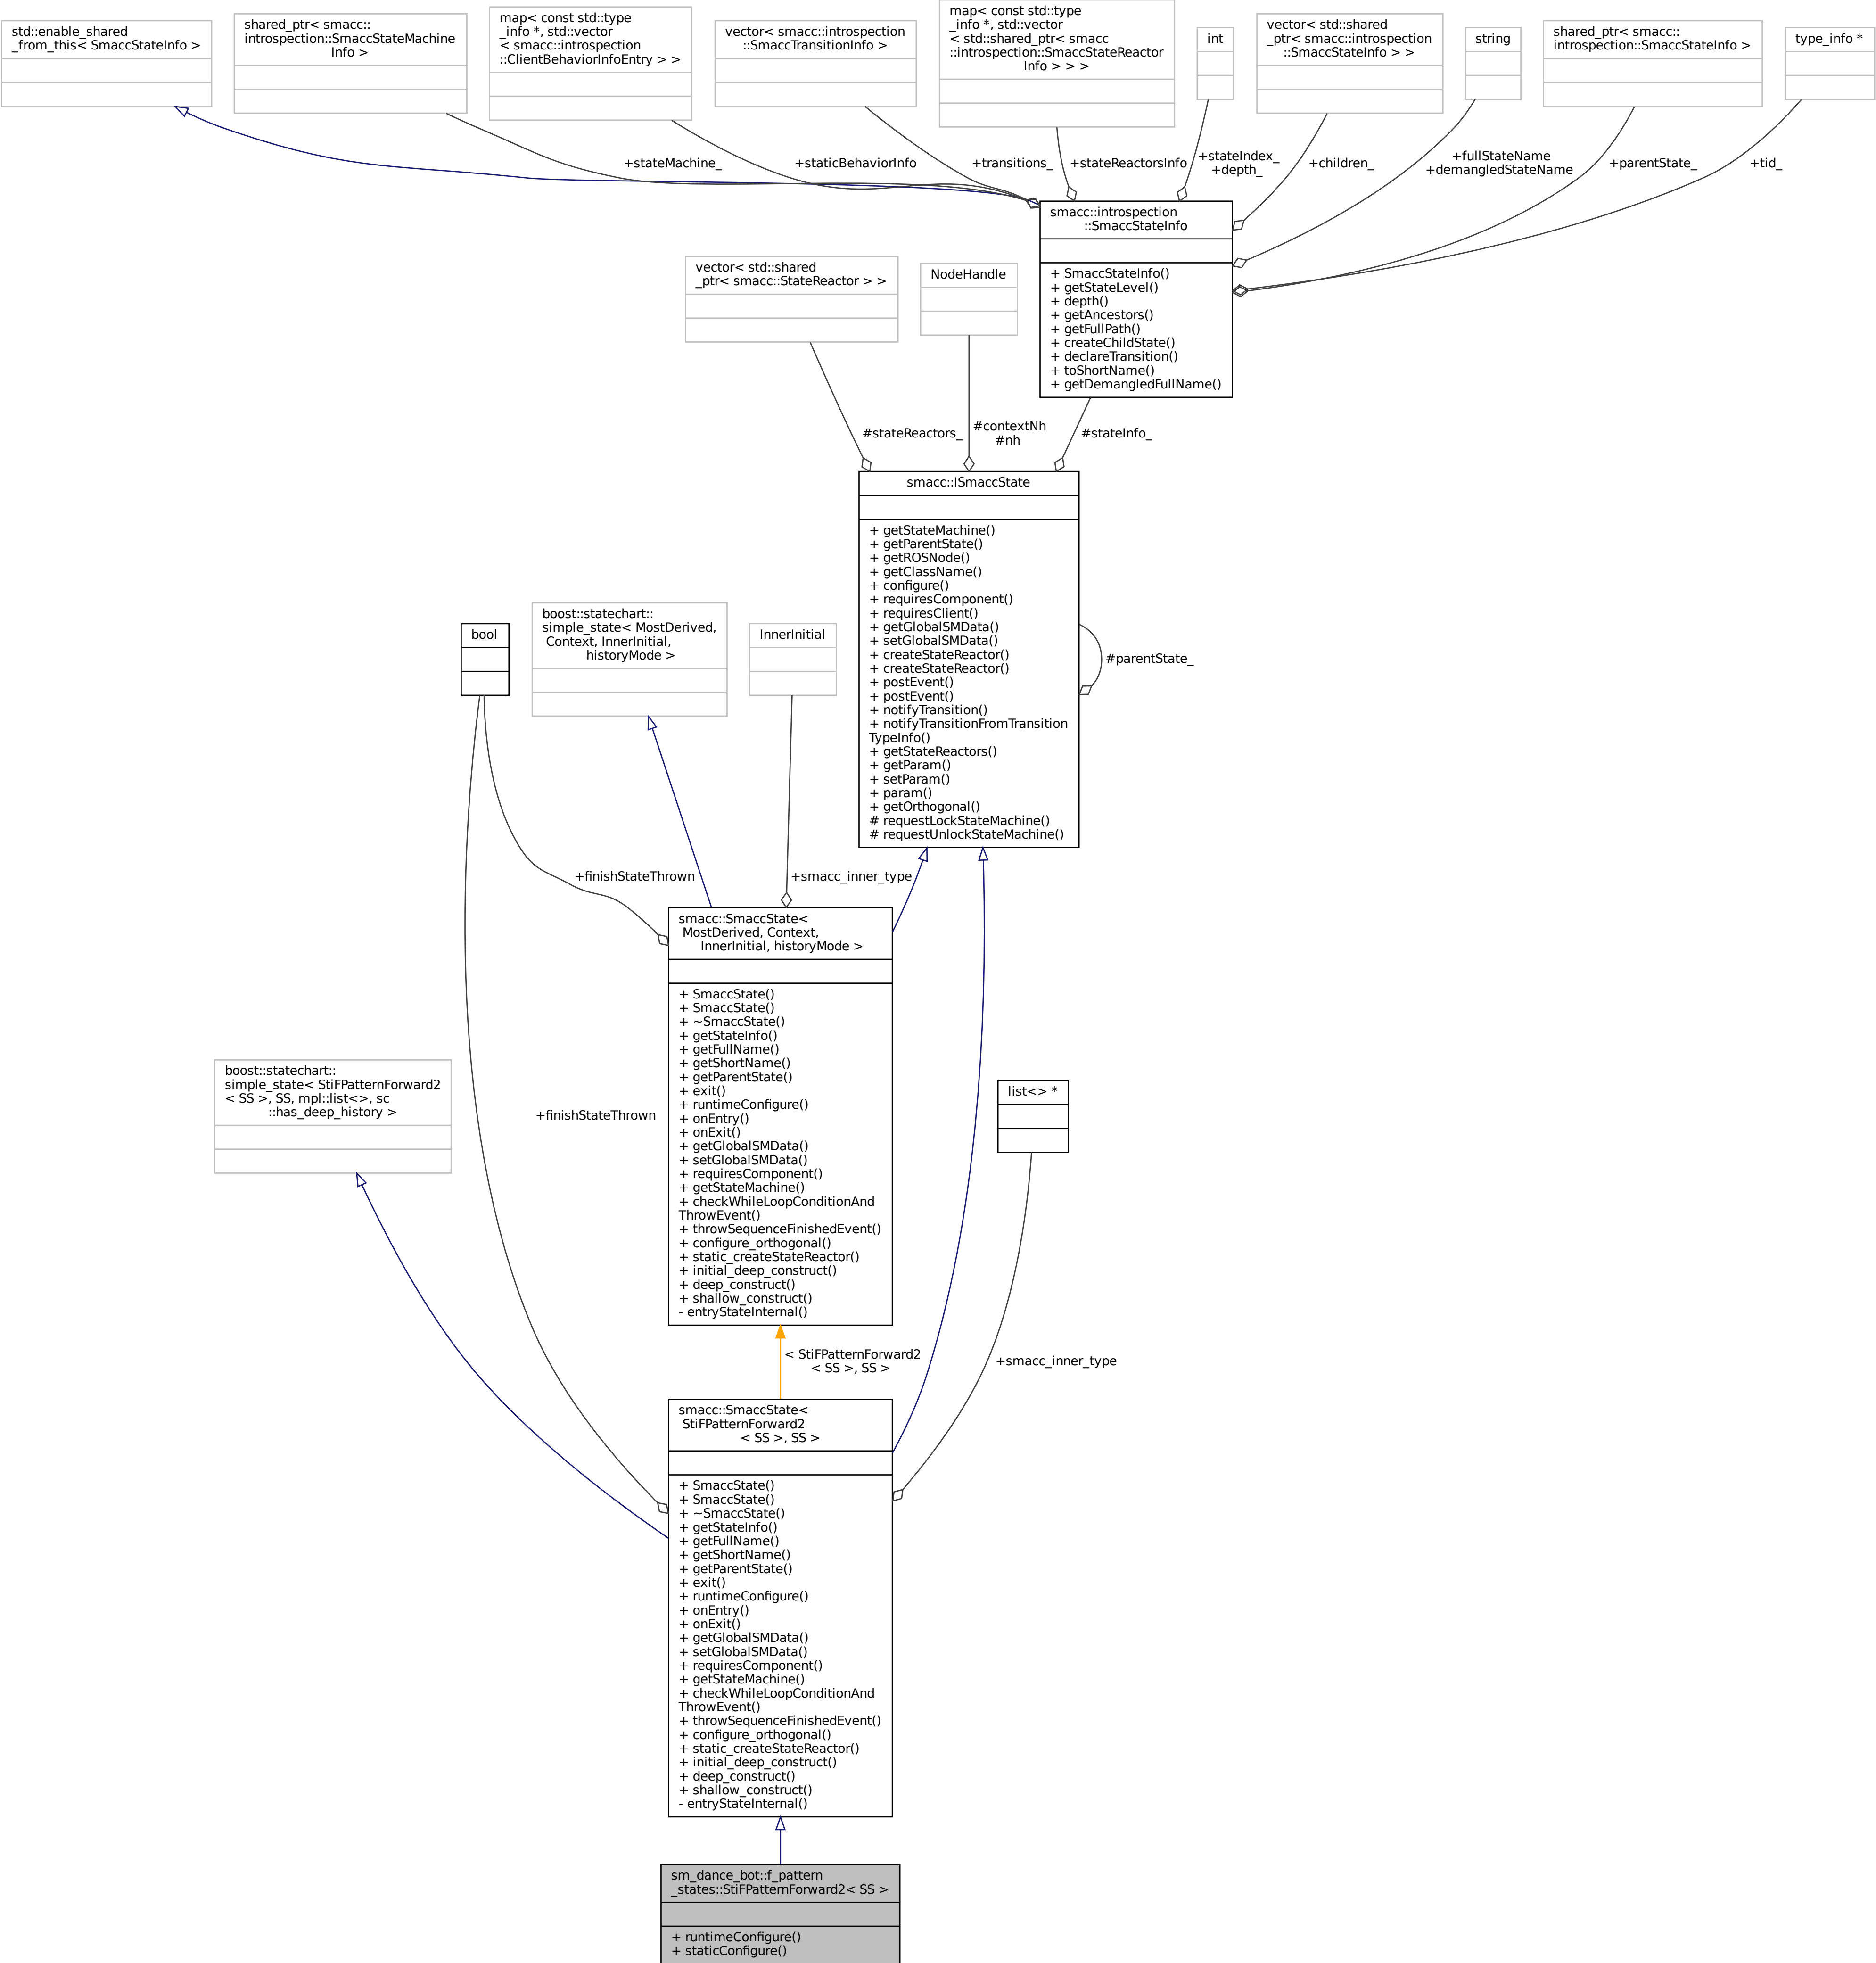 std::enable_shared
_from_this< SmaccStateInfo >
shared_ptr< smacc::
introspection::SmaccStateMachine
Info >
map< const std::type
_info *, std::vector
< smacc::introspection
::ClientBehaviorInfoEntry > >
vector< smacc::introspection
::SmaccTransitionInfo >
map< const std::type
_info *, std::vector
< std::shared_ptr< smacc
::introspection::SmaccStateReactor
Info > > >
int
vector< std::shared
_ptr< smacc::introspection
::SmaccStateInfo > >
string
shared_ptr< smacc::
introspection::SmaccStateInfo >
type_info *
+stateMachine_
+staticBehaviorInfo
+transitions_
+stateReactorsInfo
+stateIndex_
+depth_
+children_
+fullStateName
+demangledStateName
+parentState_
+tid_
smacc::introspection
::SmaccStateInfo
+ SmaccStateInfo()
+ getStateLevel()
+ depth()
+ getAncestors()
+ getFullPath()
+ createChildState()
+ declareTransition()
+ toShortName()
+ getDemangledFullName()
vector< std::shared
_ptr< smacc::StateReactor > >
NodeHandle
#stateReactors_
#contextNh
#nh
#stateInfo_
smacc::ISmaccState
+ getStateMachine()
+ getParentState()
+ getROSNode()
+ getClassName()
+ configure()
+ requiresComponent()
+ requiresClient()
+ getGlobalSMData()
+ setGlobalSMData()
+ createStateReactor()
+ createStateReactor()
+ postEvent()
+ postEvent()
+ notifyTransition()
+ notifyTransitionFromTransition
TypeInfo()
+ getStateReactors()
+ getParam()
+ setParam()
+ param()
+ getOrthogonal()
# requestLockStateMachine()
# requestUnlockStateMachine()
#parentState_
bool
boost::statechart::
simple_state< MostDerived,
Context, InnerInitial,
historyMode >
InnerInitial
+finishStateThrown
+smacc_inner_type
smacc::SmaccState<
MostDerived, Context,
InnerInitial, historyMode >
+ SmaccState()
+ SmaccState()
+ ~SmaccState()
+ getStateInfo()
+ getFullName()
+ getShortName()
+ getParentState()
+ exit()
+ runtimeConfigure()
+ onEntry()
+ onExit()
+ getGlobalSMData()
+ setGlobalSMData()
+ requiresComponent()
+ getStateMachine()
+ checkWhileLoopConditionAnd
ThrowEvent()
+ throwSequenceFinishedEvent()
+ configure_orthogonal()
+ static_createStateReactor()
+ initial_deep_construct()
+ deep_construct()
+ shallow_construct()
- entryStateInternal()
boost::statechart::
simple_state< StiFPatternForward2
< SS >, SS, mpl::list<>, sc
::has_deep_history >
+finishStateThrown
list<> *
< StiFPatternForward2
< SS >, SS >
+smacc_inner_type
smacc::SmaccState<
StiFPatternForward2
< SS >, SS >
+ SmaccState()
+ SmaccState()
+ ~SmaccState()
+ getStateInfo()
+ getFullName()
+ getShortName()
+ getParentState()
+ exit()
+ runtimeConfigure()
+ onEntry()
+ onExit()
+ getGlobalSMData()
+ setGlobalSMData()
+ requiresComponent()
+ getStateMachine()
+ checkWhileLoopConditionAnd
ThrowEvent()
+ throwSequenceFinishedEvent()
+ configure_orthogonal()
+ static_createStateReactor()
+ initial_deep_construct()
+ deep_construct()
+ shallow_construct()
- entryStateInternal()
sm_dance_bot::f_pattern
_states::StiFPatternForward2< SS >
+ runtimeConfigure()
+ staticConfigure()